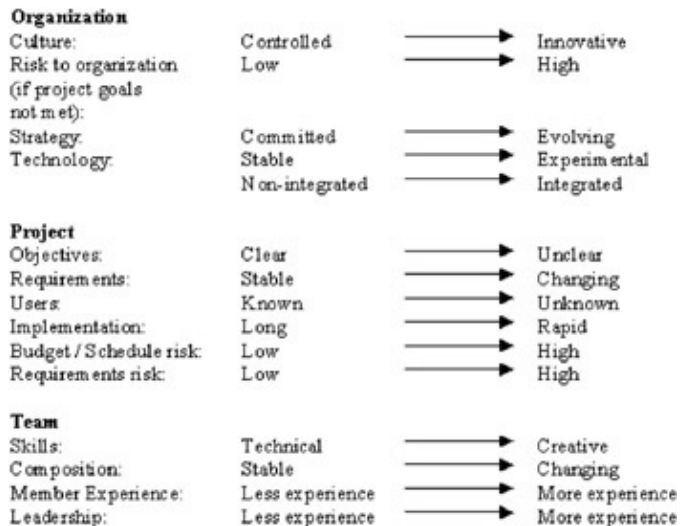 Organization
Culture: Controlled Innovative
Risk to organization Low High
(if project goals
not met):
Strategy: Committed Evolving
Technology: Stable Experimental
Non-integrated Integrated
Project
Objectives: Clear Unclear
Requirements: Stable Changing
Users: Known Unknown
Implementation: Long Rapid
Budget / Schedule risk: Low High
Requirements risk: Low High
Team
Skills: Technical Creative
Composition: Stable Changing
Member Experience: Less experience More experience
Leadership: Less experience More experience